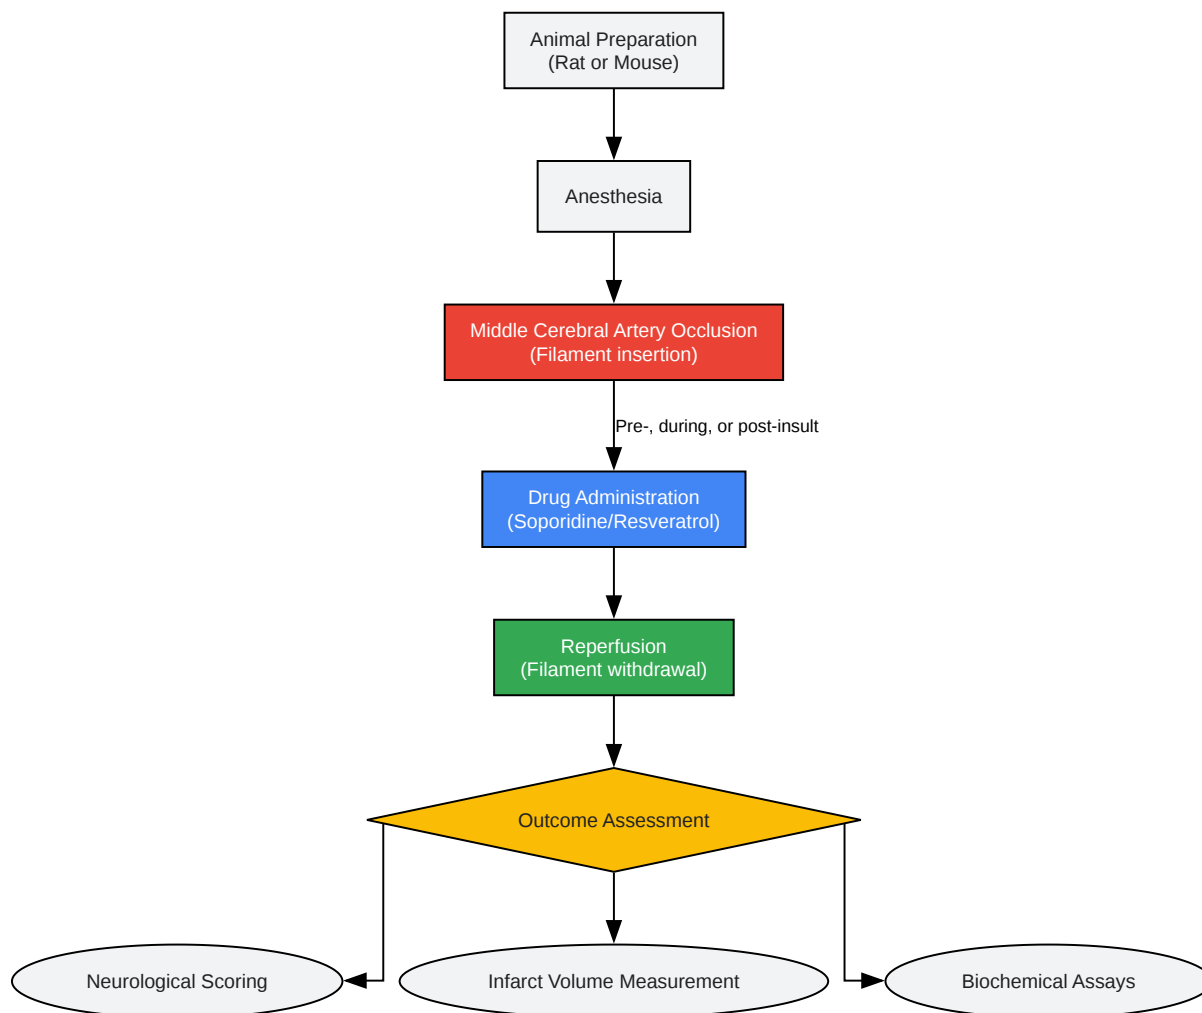 Animal Preparation
(Rat or Mouse)
Anesthesia
Middle Cerebral Artery Occlusion
(Filament insertion)
Pre-, during, or post-insult
Drug Administration
(Soporidine/Resveratrol)
Reperfusion
(Filament withdrawal)
Outcome Assessment
Neurological Scoring
Infarct Volume Measurement
Biochemical Assays